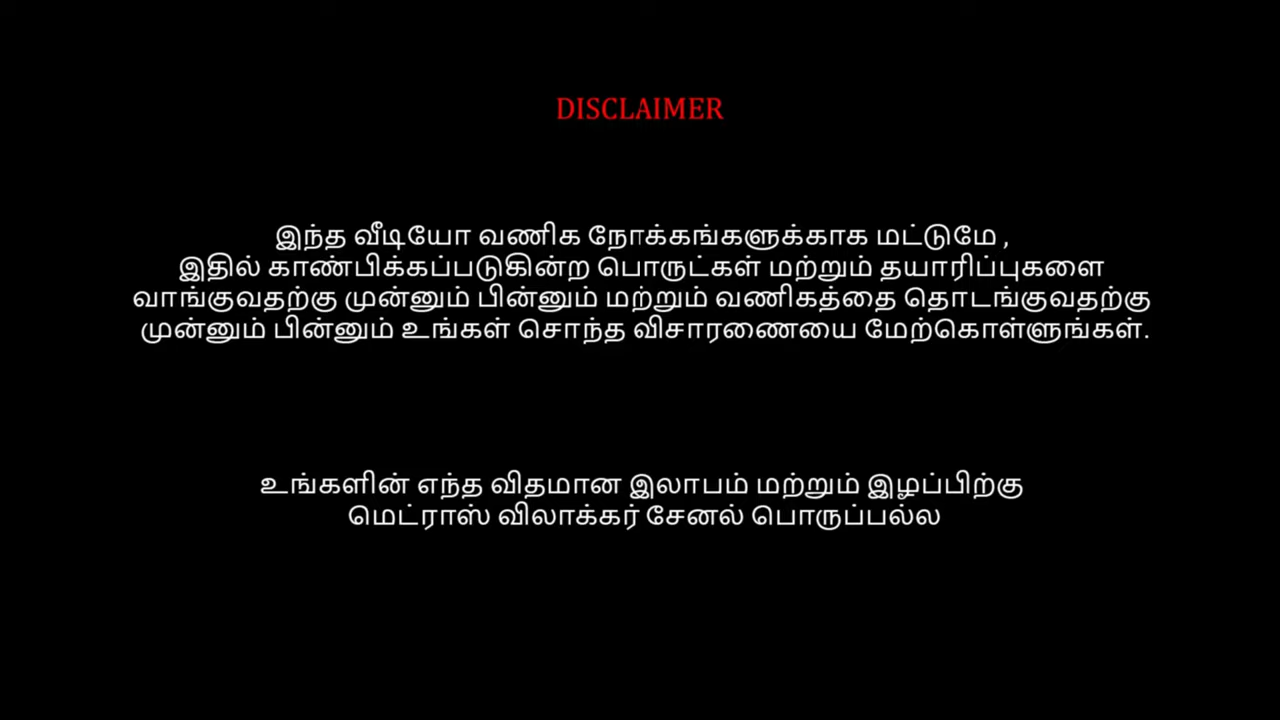 DISCLAIMER
இந்த வீடியோ வணிக நோக்கங்களுக்காக மட்டுமே ,
இதில் காண்பிக்கப்படுகின்ற பொருட்கள் மற்றும் தயாரிப்புகளை
வாங்குவதற்கு முன்னும் பின்னும் மற்றும் வணிகத்தை தொடங்குவதற்கு
முன்னும் பின்னும் உங்கள் சொந்த விசாரணையை மேற்கொள்ளுங்கள்.
உங்களின் எந்த விதமான இலாபம் மற்றும் இழப்பிற்கு
மெட்ராஸ் விலாக்கர் சேனல் பொருப்பல்ல